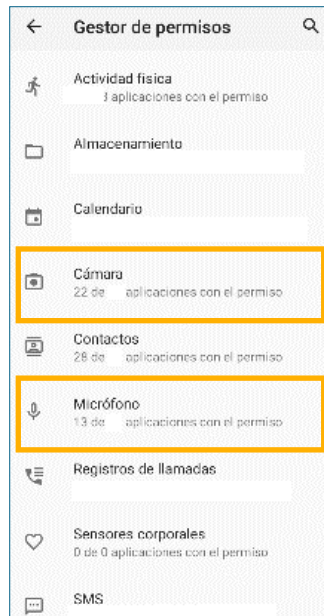 Gestor de permisos
Actividad física
aplicaciones con el permiso
Almacenamiento
Calendario
Cámara
22 de aplicaciones con el permiso
Contactos
28 de aplicaciones con el permiso
Micrófono
13 de aplicaciones con el permiso
Registros de llamadas
Sensores corporales
0 de 0 aplicaciones con el permiso
SMS